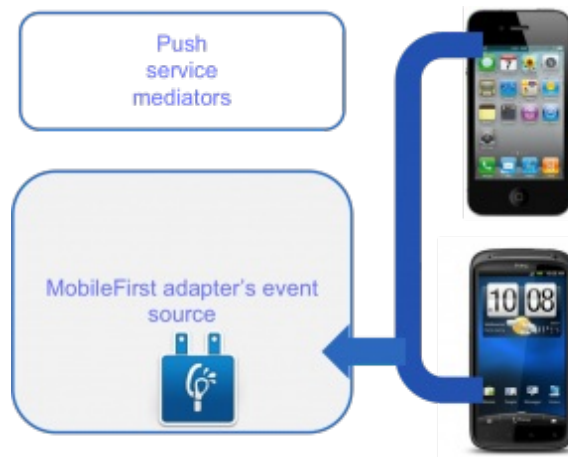 Push
service
mediators
MobileFirst adapter's event
source
10 08